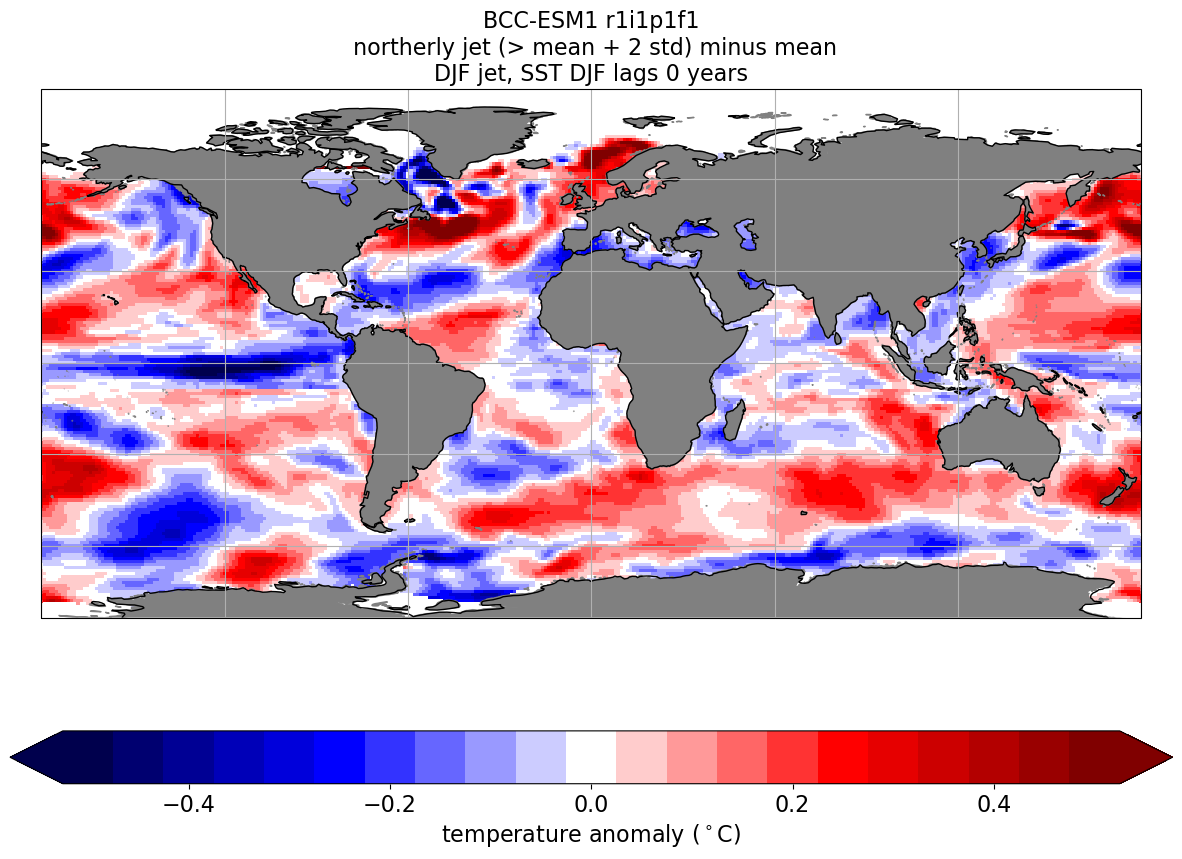 BCC-ESM1 r1i1p1f1
northerly jet (> mean + 2 std) minus mean
DJF jet, SST DJF lags 0 years
−0.4 −0.2 0.0 0.2 0.4
temperature anomaly (°C)